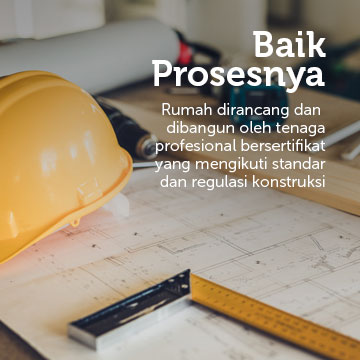 Baik
Prosesnya
Rumah dirancang dan
dibangun oleh tenaga
profesional bersertifikat
yang mengikuti standar
dan regulasi konstruksi